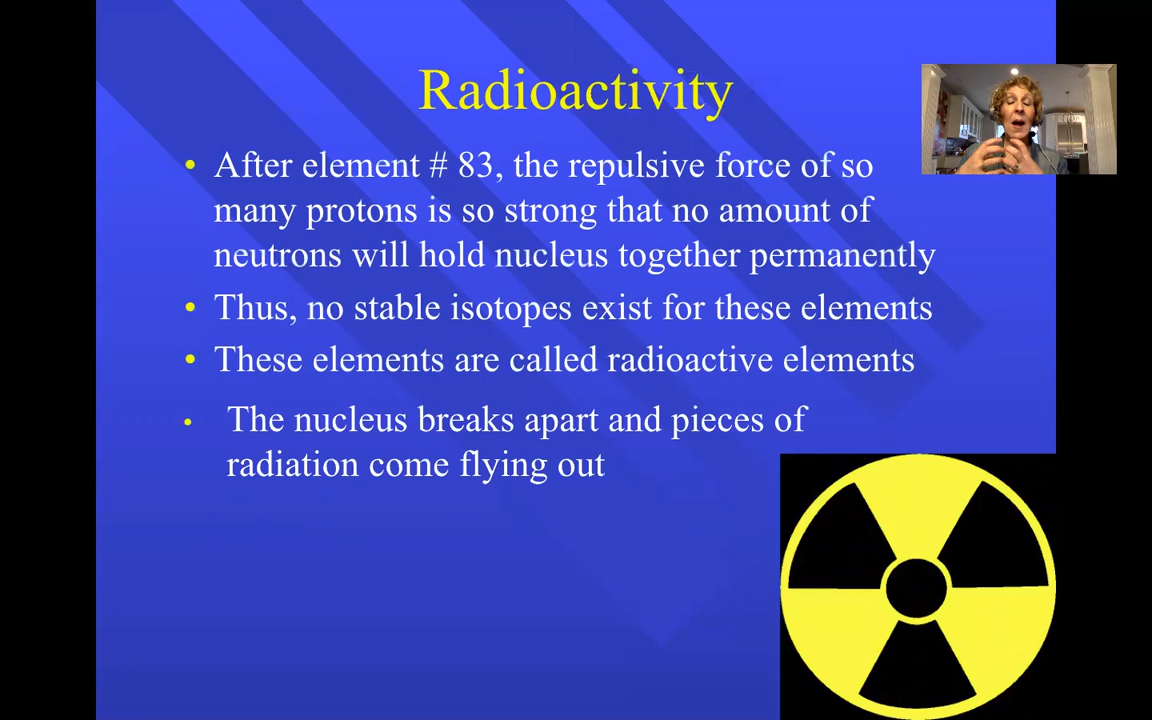 Radioactivity
• After element # 83, the repulsive force of so
many protons is so strong that no amount of
neutrons will hold nucleus together permanently
• Thus, no stable isotopes exist for these elements
• These elements are called radioactive elements
• The nucleus breaks apart and pieces of
radiation come flying out